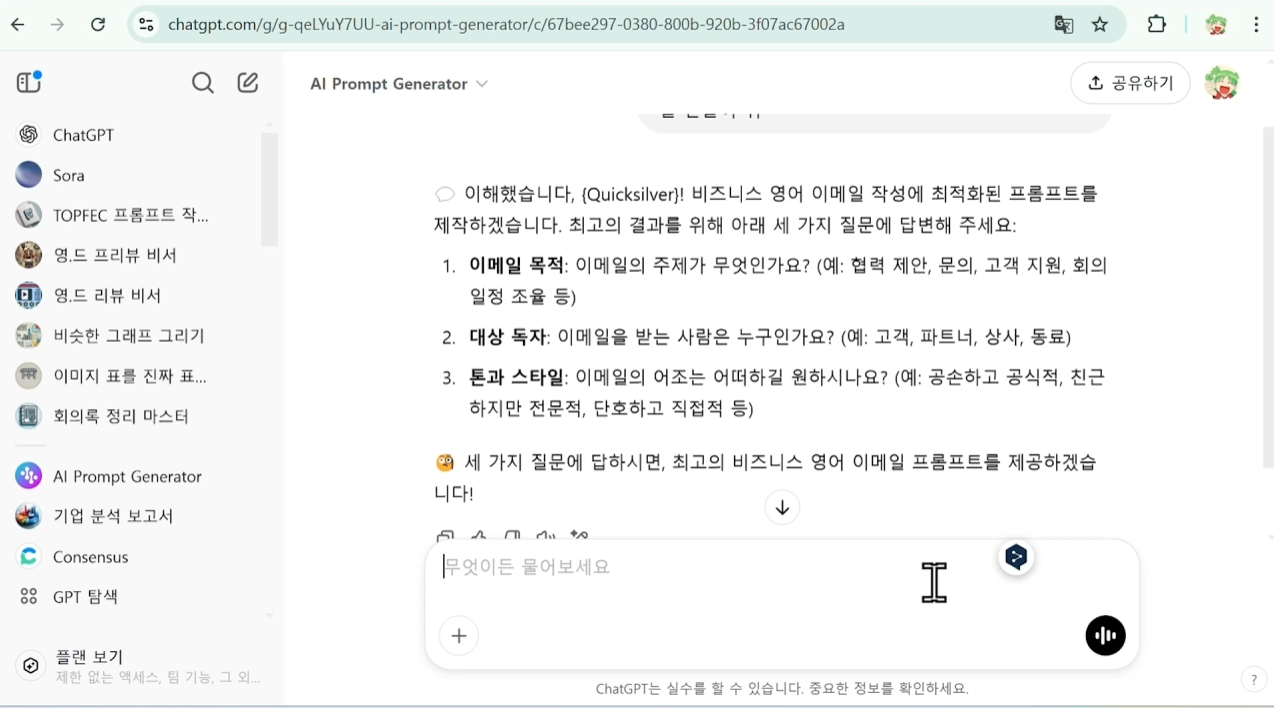 chatgpt.com/g/g-qeLYuY7UU-ai-prompt-generator/c/67bee297-0380-800b-920b-3f07ac67002a
ChatGPT
Sora
TOPFEC 프롬프트 작...
영.드 프리뷰 비서
영.드 리뷰 비서
비슷한 그래프 그리기
이미지 표를 진짜 표...
회의록 정리 마스터
AI Prompt Generator
기업 분석 보고서
Consensus
GPT 탐색
플랜 보기
제한 없는 액세스, 팀 기능, 그 외...
AI Prompt Generator
공유하기
이해했습니다, {Quicksilver}! 비즈니스 영어 이메일 작성에 최적화된 프롬프트를
제작하겠습니다. 최고의 결과를 위해 아래 세 가지 질문에 답변해 주세요:
1. 이메일 목적: 이메일의 주제가 무엇인가요? (예: 협력 제안, 문의, 고객 지원, 회의
일정 조율 등)
2. 대상 독자: 이메일을 받는 사람은 누구인가요? (예: 고객, 파트너, 상사, 동료)
3. 톤과 스타일: 이메일의 어조는 어떠하길 원하시나요? (예: 공손하고 공식적, 친근
하지만 전문적, 단호하고 직접적 등)
세 가지 질문에 답하시면, 최고의 비즈니스 영어 이메일 프롬프트를 제공하겠습
니다!
무엇이든 물어보세요
ChatGPT는 실수를 할 수 있습니다. 중요한 정보를 확인하세요.
?